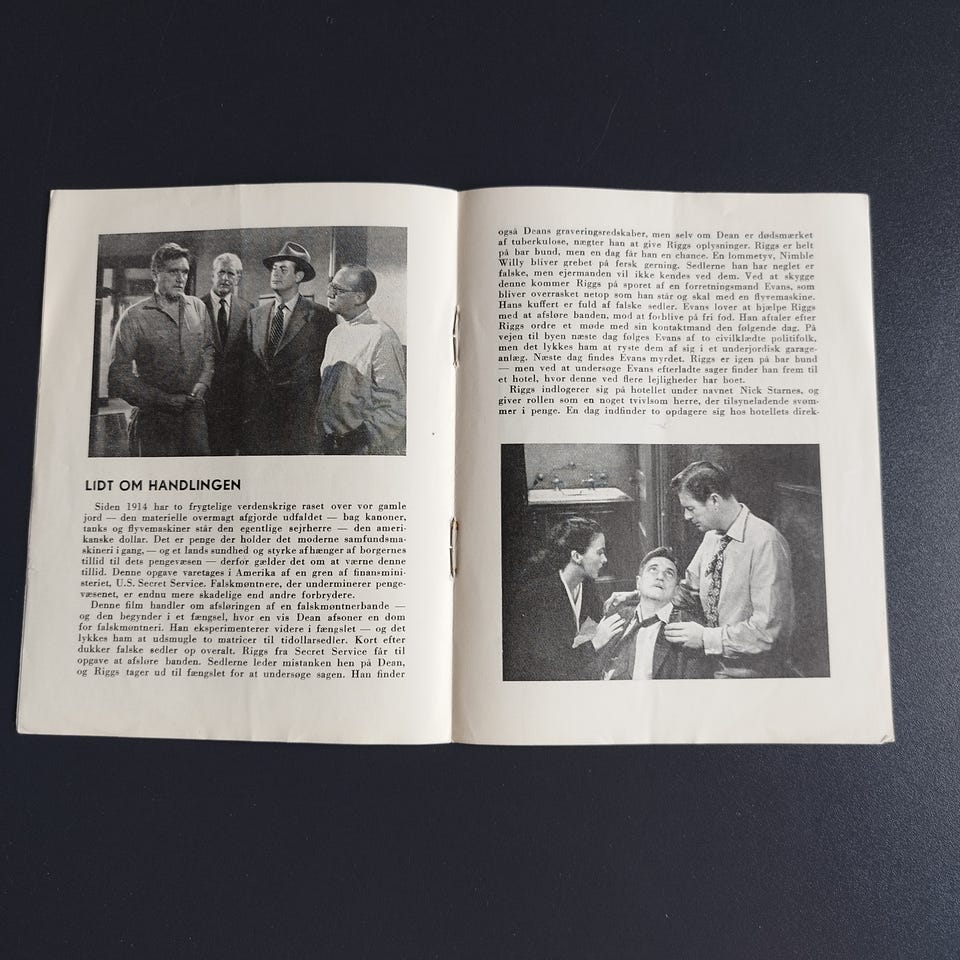 LIDT OM HANDLINGEN
Siden 1914 har to frygtelige verdenskrige raset over vor gamle
jord — den materielle overmagt afgjorde udfaldet — bag kanoner,
tanks og flyvemaskiner står den egentlige sejrherre — den ameri-
kanske dollar. Det er penge der holder det moderne samfundsma-
skineri i gang, — og et lands sundhed og styrke afhænger af borgernes
tillid til dets pengevæsen — derfor gælder det om at værne denne
tillid. Denne opgave varetages i Amerika af en gren af finansmini-
steriet, U.S. Secret Service. Falskmøntnere, der underminerer penge-
væsenet, er endnu mere skadelige end andre forbrydere.
Denne film handler om afsløringen af en falskmøntnerbande —
og den begynder i et fængsel, hvor en vis Dean afsoner en dom
for falskmøntneri. Han eksperimenterer videre i fængslet — og det
lykkes ham at udsmugle to matricer til tidollarsedler. Kort efter
dukker falske sedler op overalt. Riggs fra Secret Service får til
opgave at afsløre banden. Sedlerne leder mistanken hen på Dean,
og Riggs tager ud til fængslet for at undersøge sagen. Han finder
også Deans graveringsredskaber, men selv om Dean er dødsmærket
af tuberkulose, nægter han at give Riggs oplysninger. Riggs er helt
på bar bund, men en dag får han en chance. En lommetyv, Nimble
Willy bliver grebet på fersk gerning. Sedlerne han har neglet er
falske, men ejermanden vil ikke kendes ved dem. Ved at skygge
denne kommer Riggs på sporet af en forretningsmand Evans, som
bliver overrasket netop som han står og skal med en flyvemaskine.
Hans kuffert er fuld af falske sedler. Evans lover at hjælpe Riggs
med at afsløre banden, mod at forblive på fri fod. Han aftaler efter
Riggs ordre et møde med sin kontaktmand den følgende dag. På
vejen til byen næste dag følges Evans af to civilklædte politifolk,
men det lykkes ham at ryste dem af sig i et underjordisk garage-
anlæg. Næste dag findes Evans myrdet. Riggs er igen på bar bund
— men ved at undersøge Evans efterladte sager finder han frem til
et hotel, hvor denne ved flere lejligheder har boet.
Riggs indlogerer sig på hotellet under navnet Nick Starnes, og
giver rollen som en noget tvivlsom herre, der tilsyneladende svøm-
mer i penge. En dag indfinder to opdagere sig hos hotellets direk-